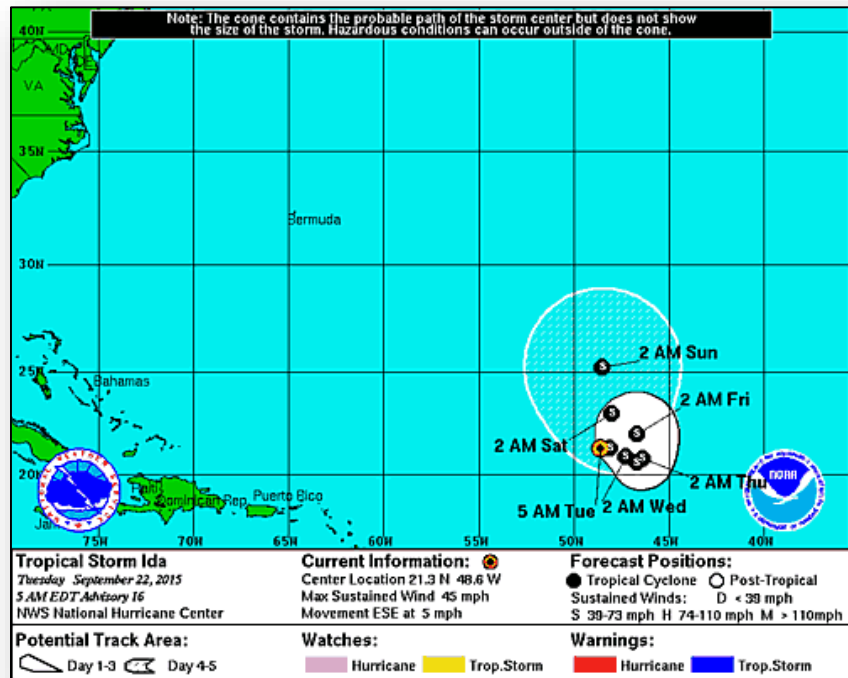 Note: The cone contains the probable path of the storm center but does not show
the size of the storm. Hazardous conditions can occur outside of the cone.
40N
MD
DE
VA
35N
Bermuda
30N
2 AM Sun
25N
Bahamas
2 AM Fri
2 AM Sat
20N
2 AM Thu
NOAA
Haiti
Dominican Rep.
Puerto Rico
5 AM Tue
2 AM Wed
75W 70W 65W 60W 55W 50W 45W 40W
Tropical Storm Ida
Tuesday September 22, 2015
5 AM EDT Advisory 16
NWS National Hurricane Center
Current Information:
Center Location 21.3 N 48.6 W
Max Sustained Wind 45 mph
Movement ESE at 5 mph
Forecast Positions:
Tropical Cyclone Post-Tropical
Sustained Winds: D < 39 mph
S 39-73 mph H 74-110 mph M > 110mph
Potential Track Area:
Day 1-3 Day 4-5
Watches:
Hurricane Trop.Storm
Warnings:
Hurricane Trop.Storm